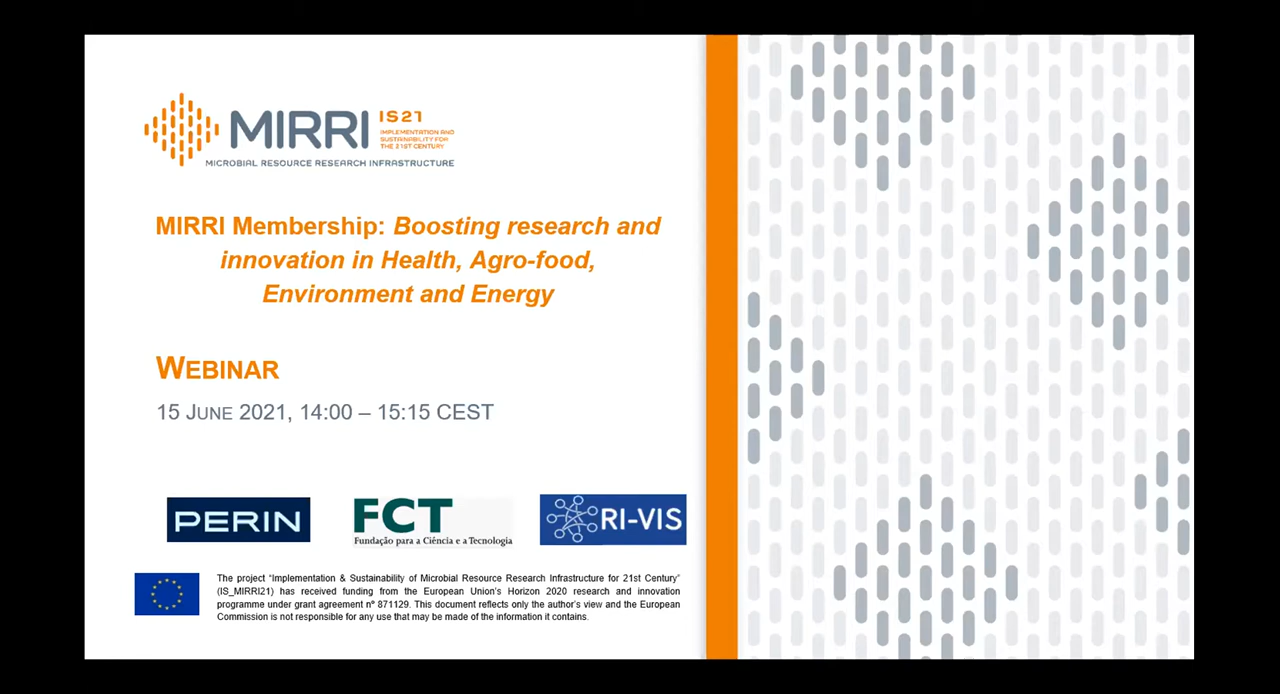 MIRRI IS21
IMPLEMENTATION AND
SUSTAINABILITY FOR
THE 21ST CENTURY
MICROBIAL RESOURCE RESEARCH INFRASTRUCTURE
MIRRI Membership: Boosting research and
innovation in Health, Agro-food,
Environment and Energy
WEBINAR
15 JUNE 2021, 14:00 – 15:15 CEST
PERIN
FCT
Fundação para a Ciência e a Tecnologia
RI-VIS
The project “Implementation & Sustainability of Microbial Resource Research Infrastructure for 21st Century”
(IS_MIRRI21) has received funding from the European Union’s Horizon 2020 research and innovation
programme under grant agreement nº 871129. This document reflects only the author’s view and the European
Commission is not responsible for any use that may be made of the information it contains.